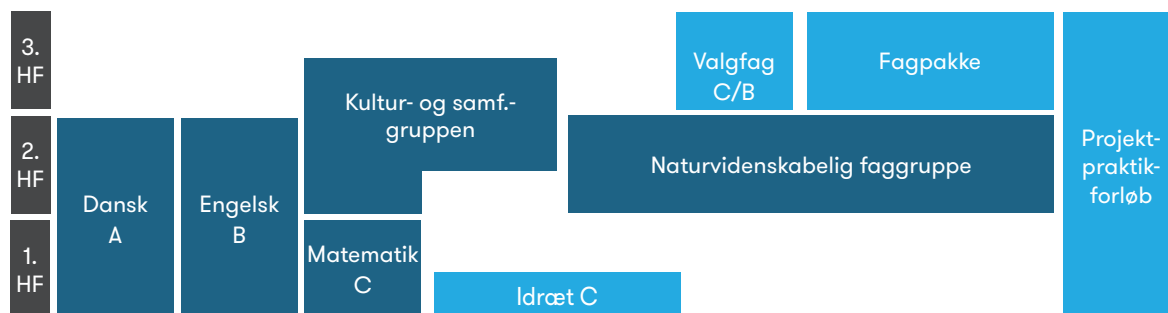 3.
HF
Valgfag
C/B
Fagpakke
Kultur- og samf.-
gruppen
2.
HF
Naturvidenskabelig faggruppe
Projekt-
praktik-
forløb
Dansk
A
Engelsk
B
1.
HF
Matematik
C
Idræt C